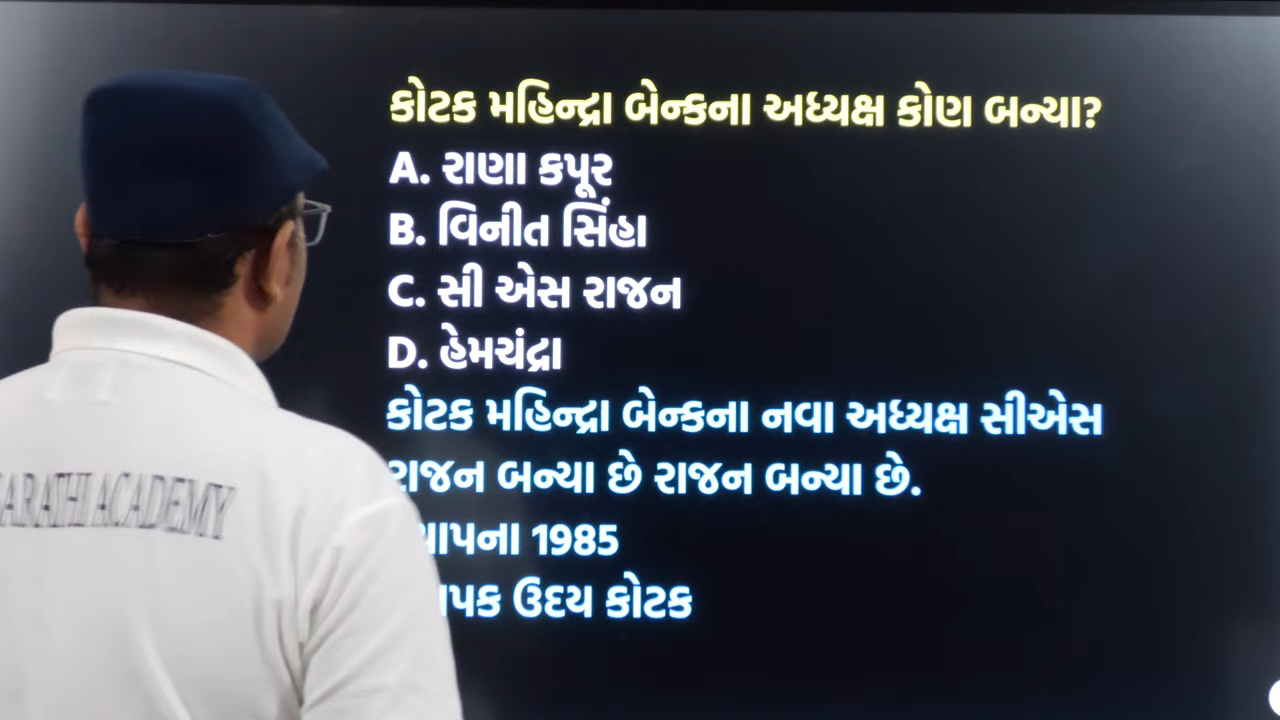 કોટક મહિન્દ્રા બેન્કના અધ્યક્ષ કોણ બન્યા?
A. રાણા કપૂર
B. વિનીત સિંહા
C. સી એસ રાજન
D. હેમચંદ્રા
કોટક મહિન્દ્રા બેન્કના નવા અધ્યક્ષ સીએસ
રાજન બન્યા છે રાજન બન્યા છે.
1985
ઉદય કોટક
ACADEMY